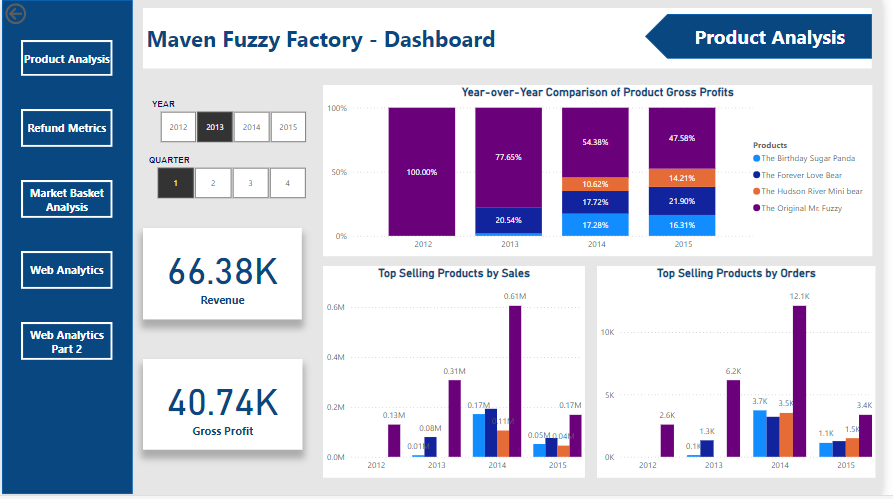 Maven Fuzzy Factory - Dashboard
Product Analysis
Product Analysis
Refund Metrics
Market Basket
Analysis
Web Analytics
Web Analytics
Part 2
YEAR
2012 2013 2014 2015
QUARTER
1 2 3 4
66.38K
Revenue
40.74K
Gross Profit
Year-over-Year Comparison of Product Gross Profits
100%
50%
0%
100.00%
77.65%
20.54%
54.38%
10.62%
17.72%
17.28%
47.58%
14.21%
21.90%
16.31%
2012 2013 2014 2015
Products
The Birthday Sugar Panda
The Forever Love Bear
The Hudson River Mini bear
The Original Mr. Fuzzy
Top Selling Products by Sales
0.6M
0.4M
0.2M
0.0M
0.13M
0.01M
0.08M
0.31M
0.17M
0.11M
0.61M
0.05M
0.04M
0.17M
2012 2013 2014 2015
Top Selling Products by Orders
10K
5K
0K
2.6K
0.1K
1.3K
6.2K
3.7K
3.5K
12.1K
1.1K
1.5K
3.4K
2012 2013 2014 2015